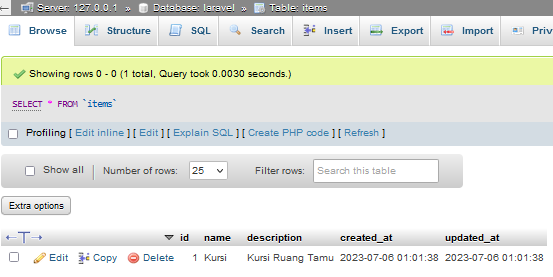 Server: 127.0.0.1 » Database: laravel » Table: items
Browse Structure SQL Search Insert Export Import
Showing rows 0 - 0 (1 total, Query took 0.0030 seconds.)
SELECT * FROM `items`
Profiling [ Edit inline ] [ Edit ] [ Explain SQL ] [ Create PHP code ] [ Refresh ]
Show all Number of rows: 25 Filter rows: Search this table
Extra options
id name description created_at updated_at
Edit Copy Delete 1 Kursi Kursi Ruang Tamu 2023-07-06 01:01:38 2023-07-06 01:01:38